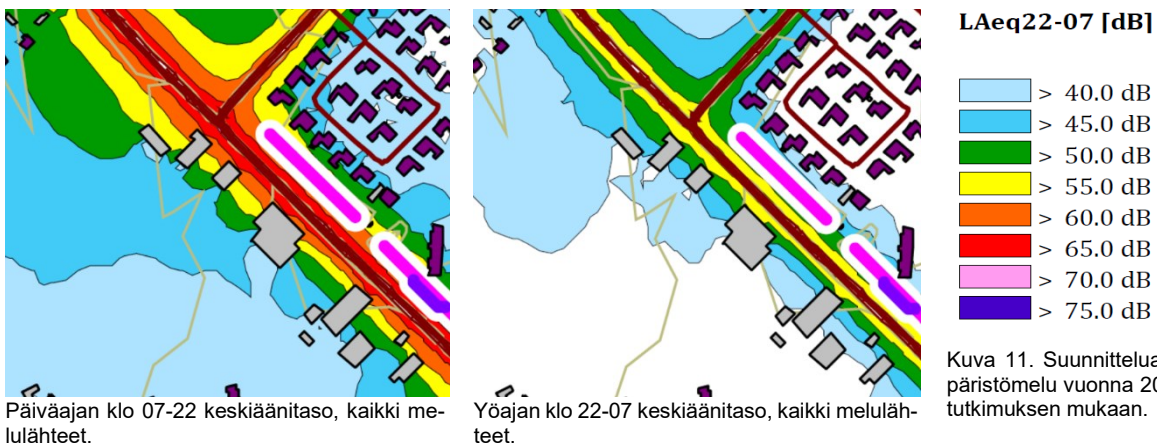 LAeq22-07 [dB]
> 40.0 dB
> 45.0 dB
> 50.0 dB
> 55.0 dB
> 60.0 dB
> 65.0 dB
> 70.0 dB
> 75.0 dB
Päiväajan klo 07-22 keskiäänitaso, kaikki me-
lulähteet.
Yöajan klo 22-07 keskiäänitaso, kaikki meluläh-
teet.
Kuva 11. Suunnittelua
päristömelu vuonna 20
tutkimuksen mukaan.